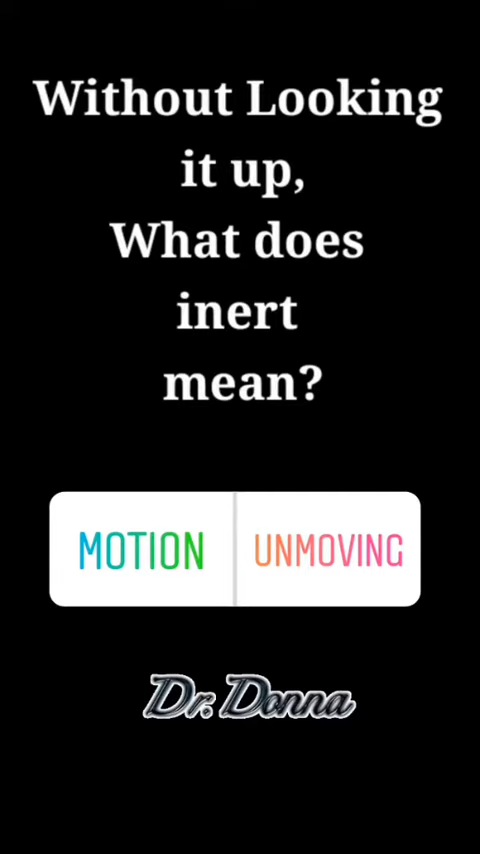 Without Looking
it up,
What does
inert
mean?
MOTION
UNMOVING
Dr. Donna